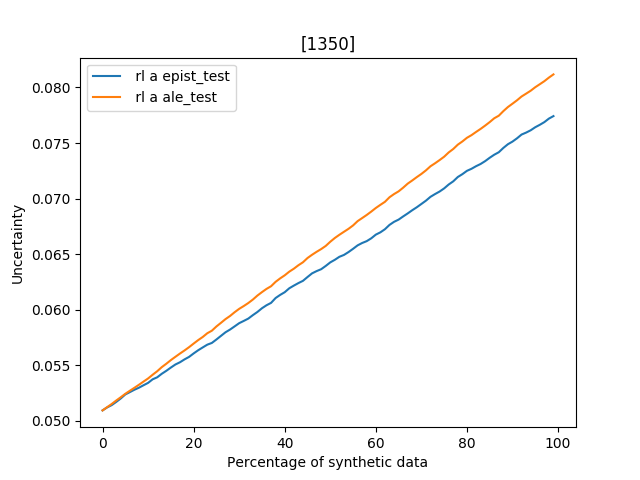 [1350]
rl a epist_test
rl a ale_test
Uncertainty
0.080
0.075
0.070
0.065
0.060
0.055
0.050
0 20 40 60 80 100
Percentage of synthetic data